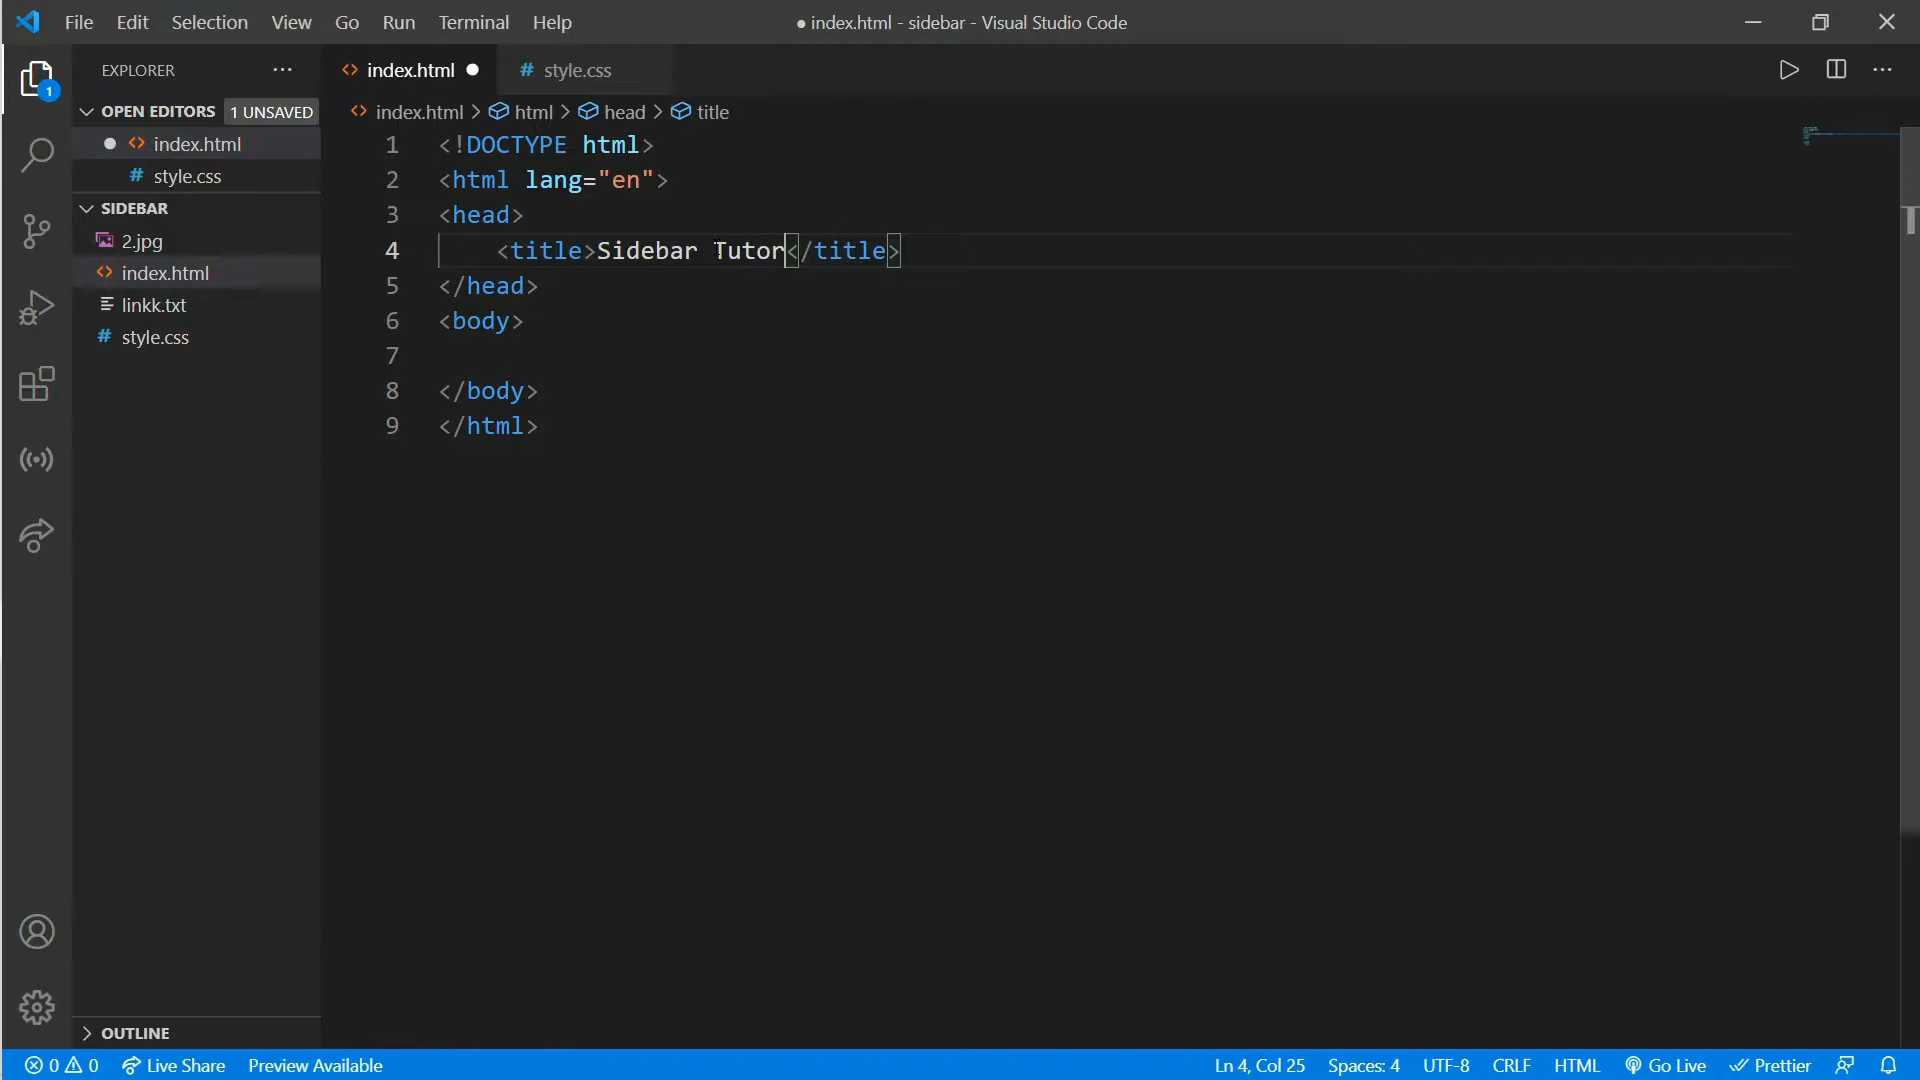 File Edit Selection View Go Run Terminal Help
● index.html - sidebar - Visual Studio Code
EXPLORER
OPEN EDITORS 1 UNSAVED
index.html
# style.css
SIDEBAR
2.jpg
index.html
linkk.txt
# style.css
OUTLINE
1
index.html
# style.css
index.html > html > head > title
1 <!DOCTYPE html>
2 <html lang="en">
3 <head>
4 <title>Sidebar Tutor</title>
5 </head>
6 <body>
7
8 </body>
9 </html>
0 0 Live Share Preview Available
Ln 4, Col 25 Spaces: 4 UTF-8 CRLF HTML Go Live Prettier